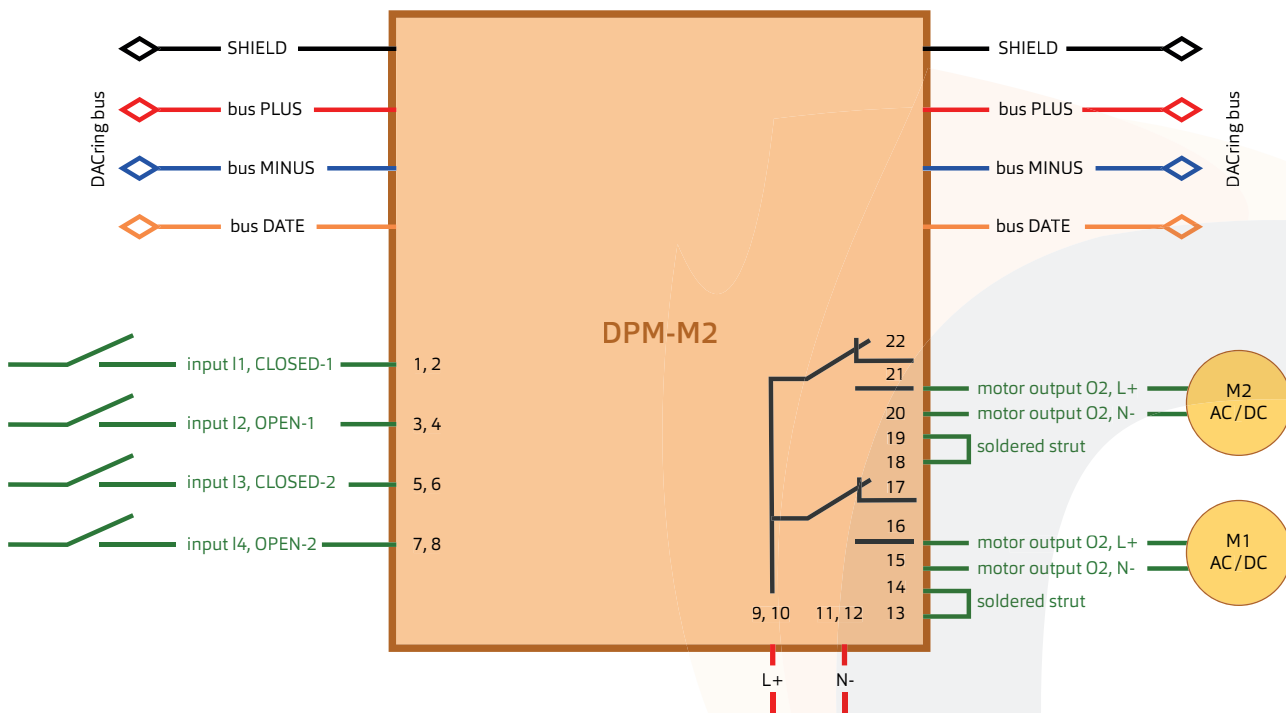 SHIELD
bus PLUS
bus MINUS
bus DATE
DACring bus
SHIELD
bus PLUS
bus MINUS
bus DATE
DACring bus
DPM-M2
input I1, CLOSED-1
1, 2
input I2, OPEN-1
3, 4
input I3, CLOSED-2
5, 6
input I4, OPEN-2
7, 8
22
21
motor output O2, L+
20
motor output O2, N-
19
soldered strut
18
17
16
motor output O2, L+
15
motor output O2, N-
14
soldered strut
13
M2
AC/DC
M1
AC/DC
9, 10
11, 12
L+
N-